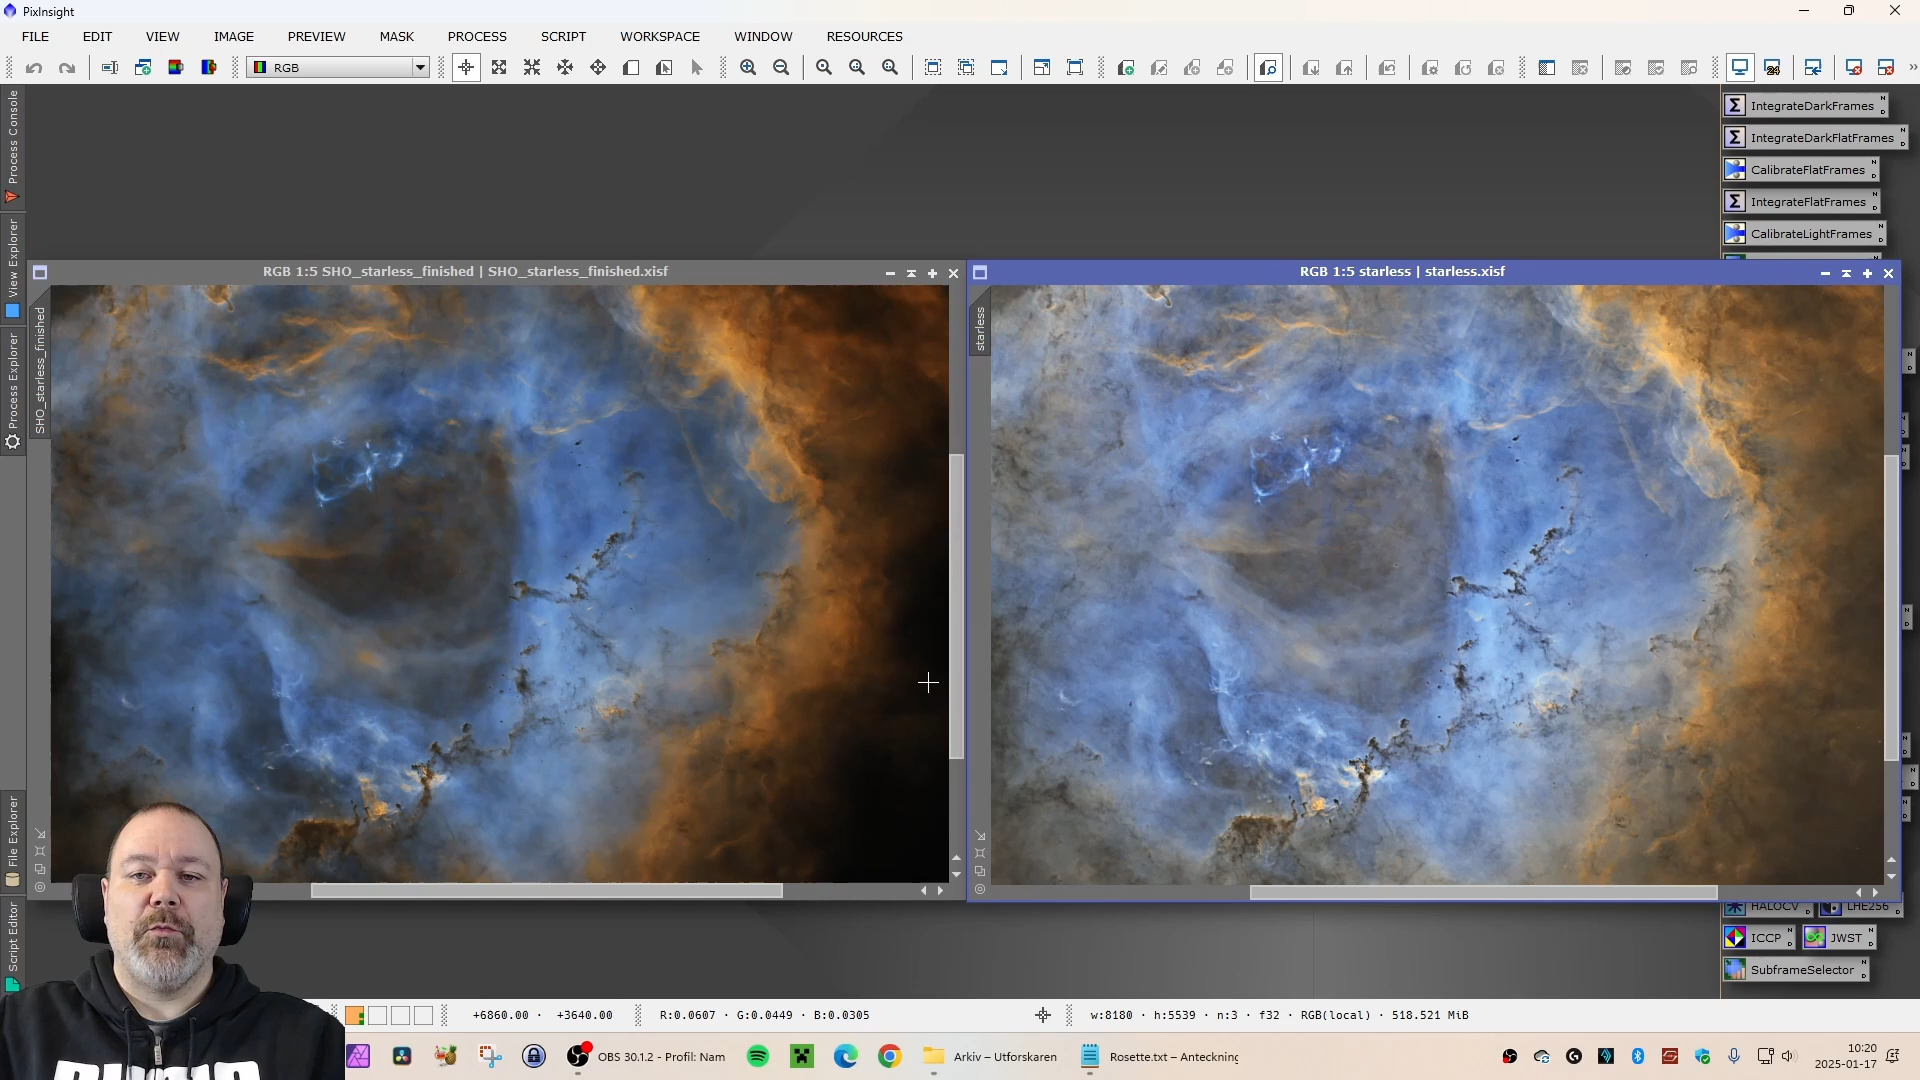 PixInsight
FILE EDIT VIEW IMAGE PREVIEW MASK PROCESS SCRIPT WORKSPACE WINDOW RESOURCES
RGB
Process Console
View Explorer
Process Explorer
File Explorer
Script Editor
RGB 1:5 SHO_starless_finished | SHO_starless_finished.xisf
SHO_starless_finished
RGB 1:5 starless | starless.xisf
starless
IntegrateDarkFrames
IntegrateDarkFlatFrames
CalibrateFlatFrames
IntegrateFlatFrames
CalibrateLightFrames
HALOCV LHE256
ICCP JWST
SubframeSelector
+6860.00 · +3640.00 R:0.0607 · G:0.0449 · B:0.0305 w:8180 · h:5539 · n:3 · f32 · RGB(local) · 518.521 MiB
OBS 30.1.2 - Profil: Nam Arkiv – Utforskaren Rosette.txt – Anteckning
10:20
2025-01-17